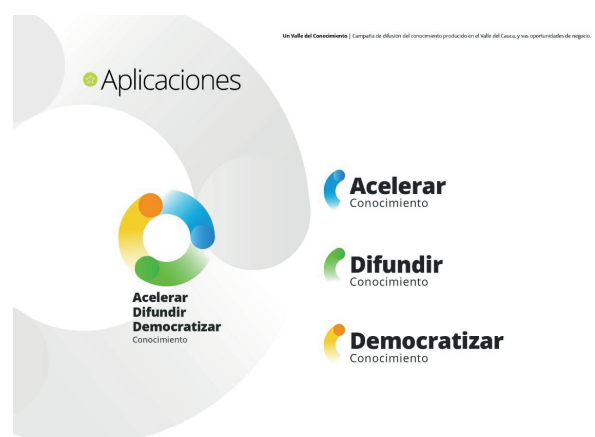 Un Valle del Conocimiento | Campaña de difusión del conocimiento producido en el Valle del Cauca, y sus oportunidades de negocio.
Aplicaciones
Acelerar
Difundir
Democratizar
Conocimiento
Acelerar
Conocimiento
Difundir
Conocimiento
Democratizar
Conocimiento